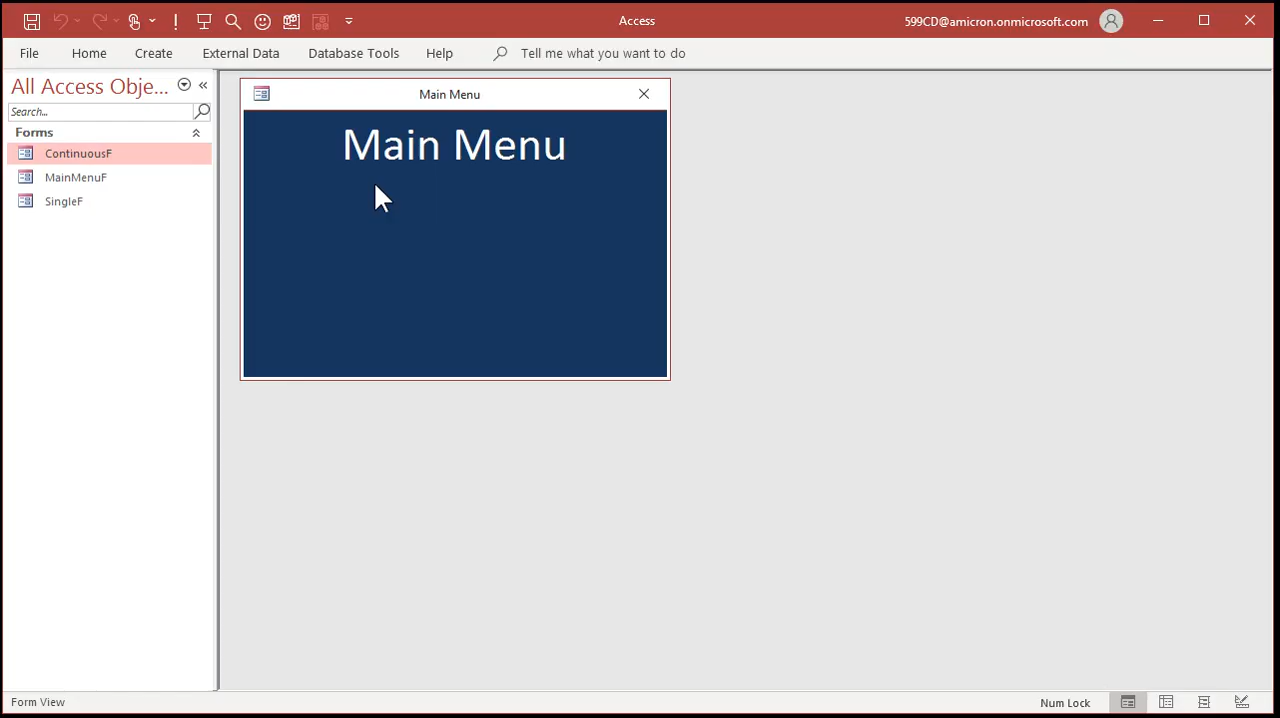 Access
599CD@amicron.onmicrosoft.com
File Home Create External Data Database Tools Help Tell me what you want to do
All Access Obje...
Search...
Forms
ContinuousF
MainMenuF
SingleF
Main Menu
Main Menu
Form View
Num Lock